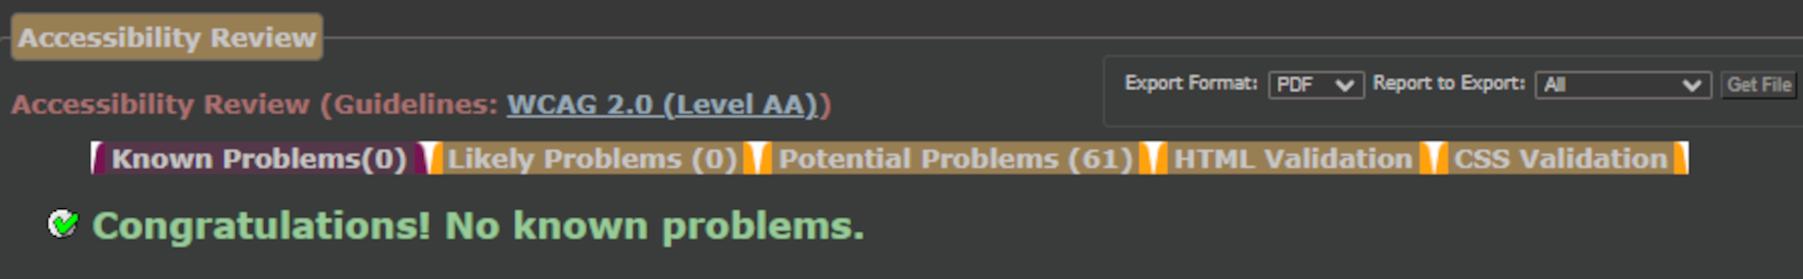 Accessibility Review
Export Format: PDF Report to Export: All Get File
Accessibility Review (Guidelines: WCAG 2.0 (Level AA))
Known Problems(0) Likely Problems (0) Potential Problems (61) HTML Validation CSS Validation
Congratulations! No known problems.